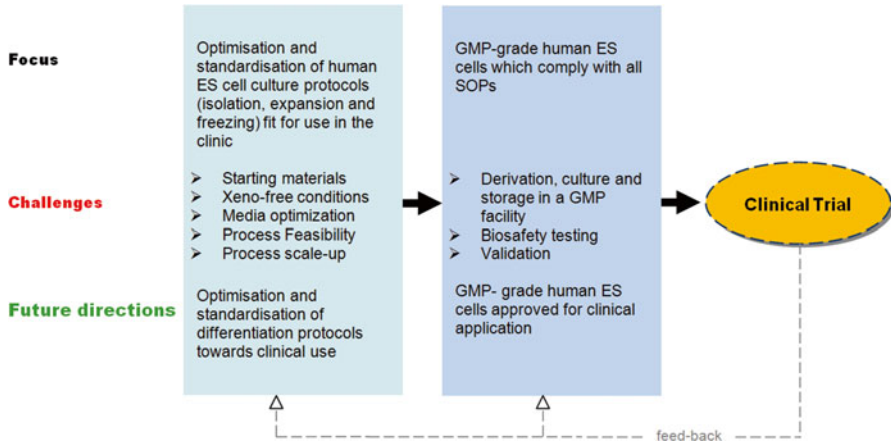 Focus
Optimisation and
standardisation of human
ES cell culture protocols
(isolation, expansion and
freezing) fit for use in the
clinic
GMP-grade human ES
cells which comply with all
SOPs
Challenges
➤ Starting materials
➤ Xeno-free conditions
➤ Media optimization
➤ Process Feasibility
➤ Process scale-up
➤ Derivation, culture and
storage in a GMP
facility
➤ Biosafety testing
➤ Validation
Clinical Trial
Future directions
Optimisation and
standardisation of
differentiation protocols
towards clinical use
GMP- grade human ES
cells approved for clinical
application
feed-back